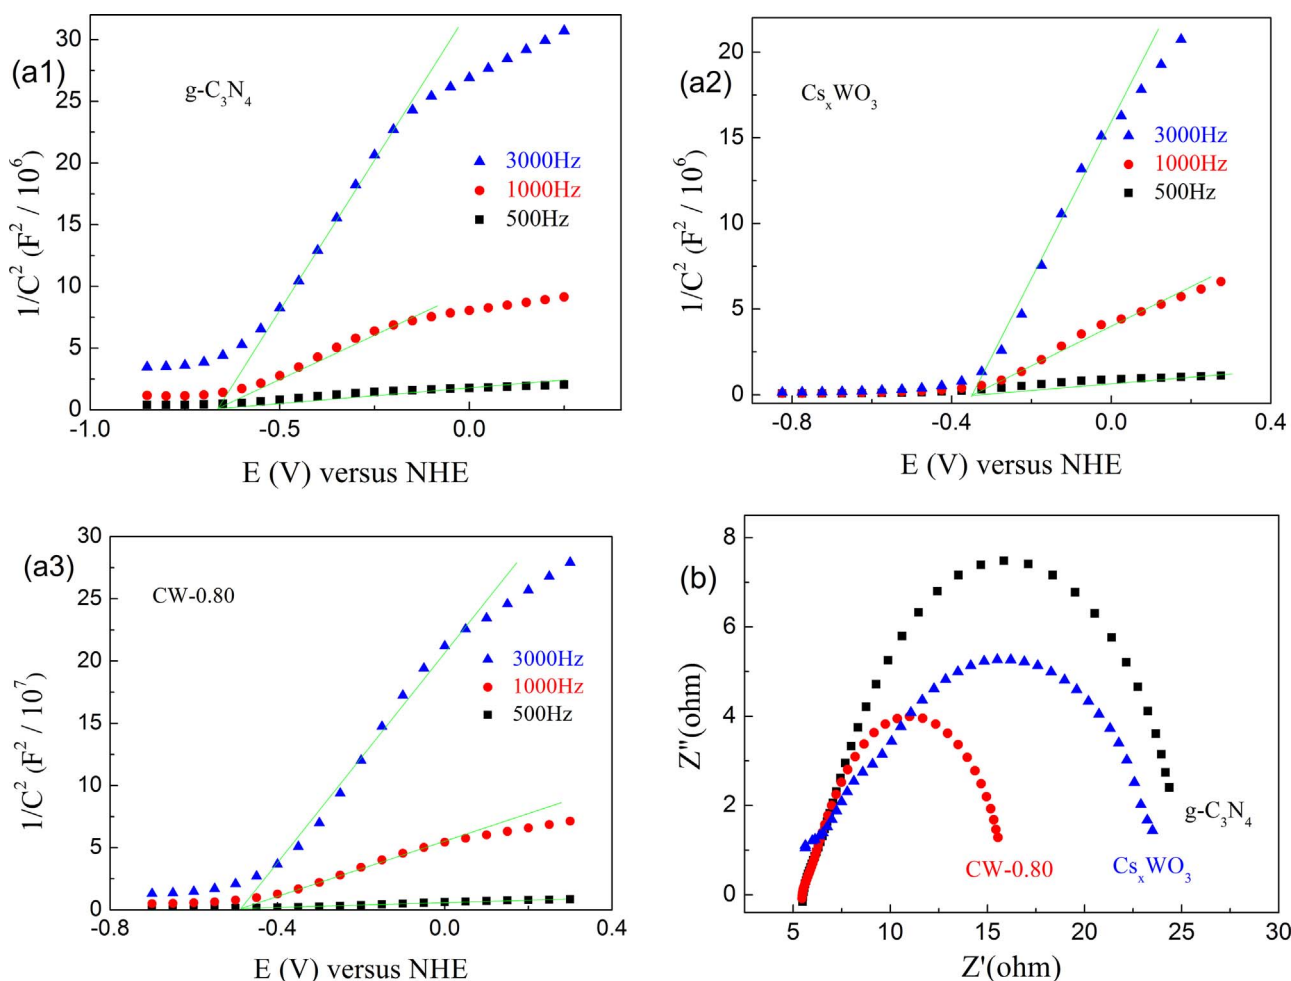 (a1)
g-C₃N₄
3000Hz
1000Hz
500Hz
1/C² (F² / 10⁶)
30
25
20
15
10
5
0
-1.0 -0.5 0.0
E (V) versus NHE
(a2)
CsₓWO₃
3000Hz
1000Hz
500Hz
1/C² (F² / 10⁶)
20
15
10
5
0
-0.8 -0.4 0.0 0.4
E (V) versus NHE
(a3)
CW-0.80
3000Hz
1000Hz
500Hz
1/C² (F² / 10⁷)
30
25
20
15
10
5
0
-0.8 -0.4 0.0 0.4
E (V) versus NHE
(b)
Z"(ohm)
8
6
4
2
0
g-C₃N₄
CW-0.80
CsₓWO₃
5 10 15 20 25 30
Z'(ohm)